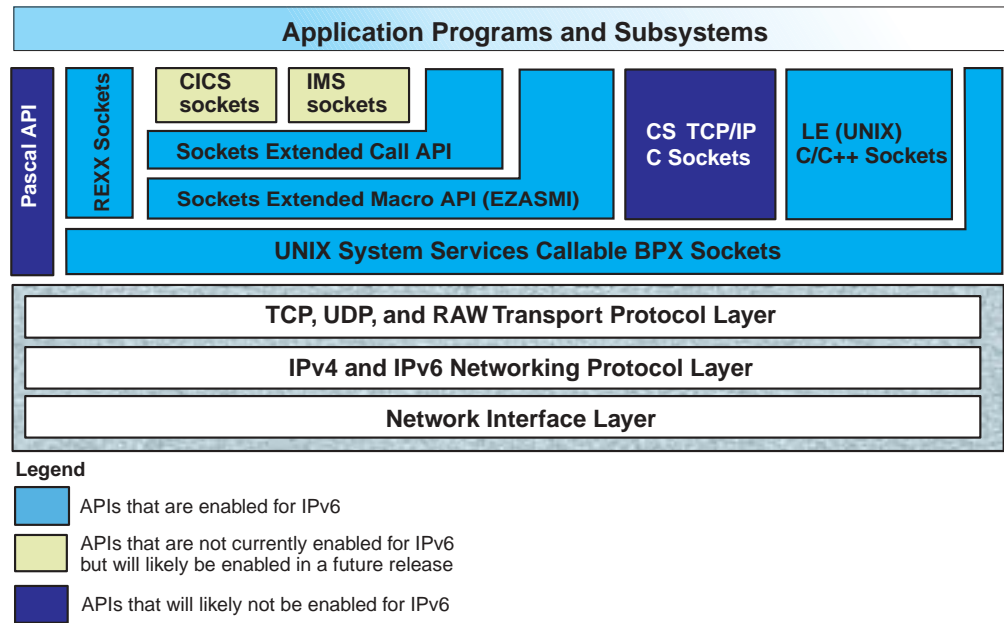 Application Programs and Subsystems
Pascal API
REXX Sockets
CICS
sockets
IMS
sockets
Sockets Extended Call API
Sockets Extended Macro API (EZASMI)
CS TCP/IP
C Sockets
LE (UNIX)
C/C++ Sockets
UNIX System Services Callable BPX Sockets
TCP, UDP, and RAW Transport Protocol Layer
IPv4 and IPv6 Networking Protocol Layer
Network Interface Layer
Legend
APIs that are enabled for IPv6
APIs that are not currently enabled for IPv6
but will likely be enabled in a future release
APIs that will likely not be enabled for IPv6